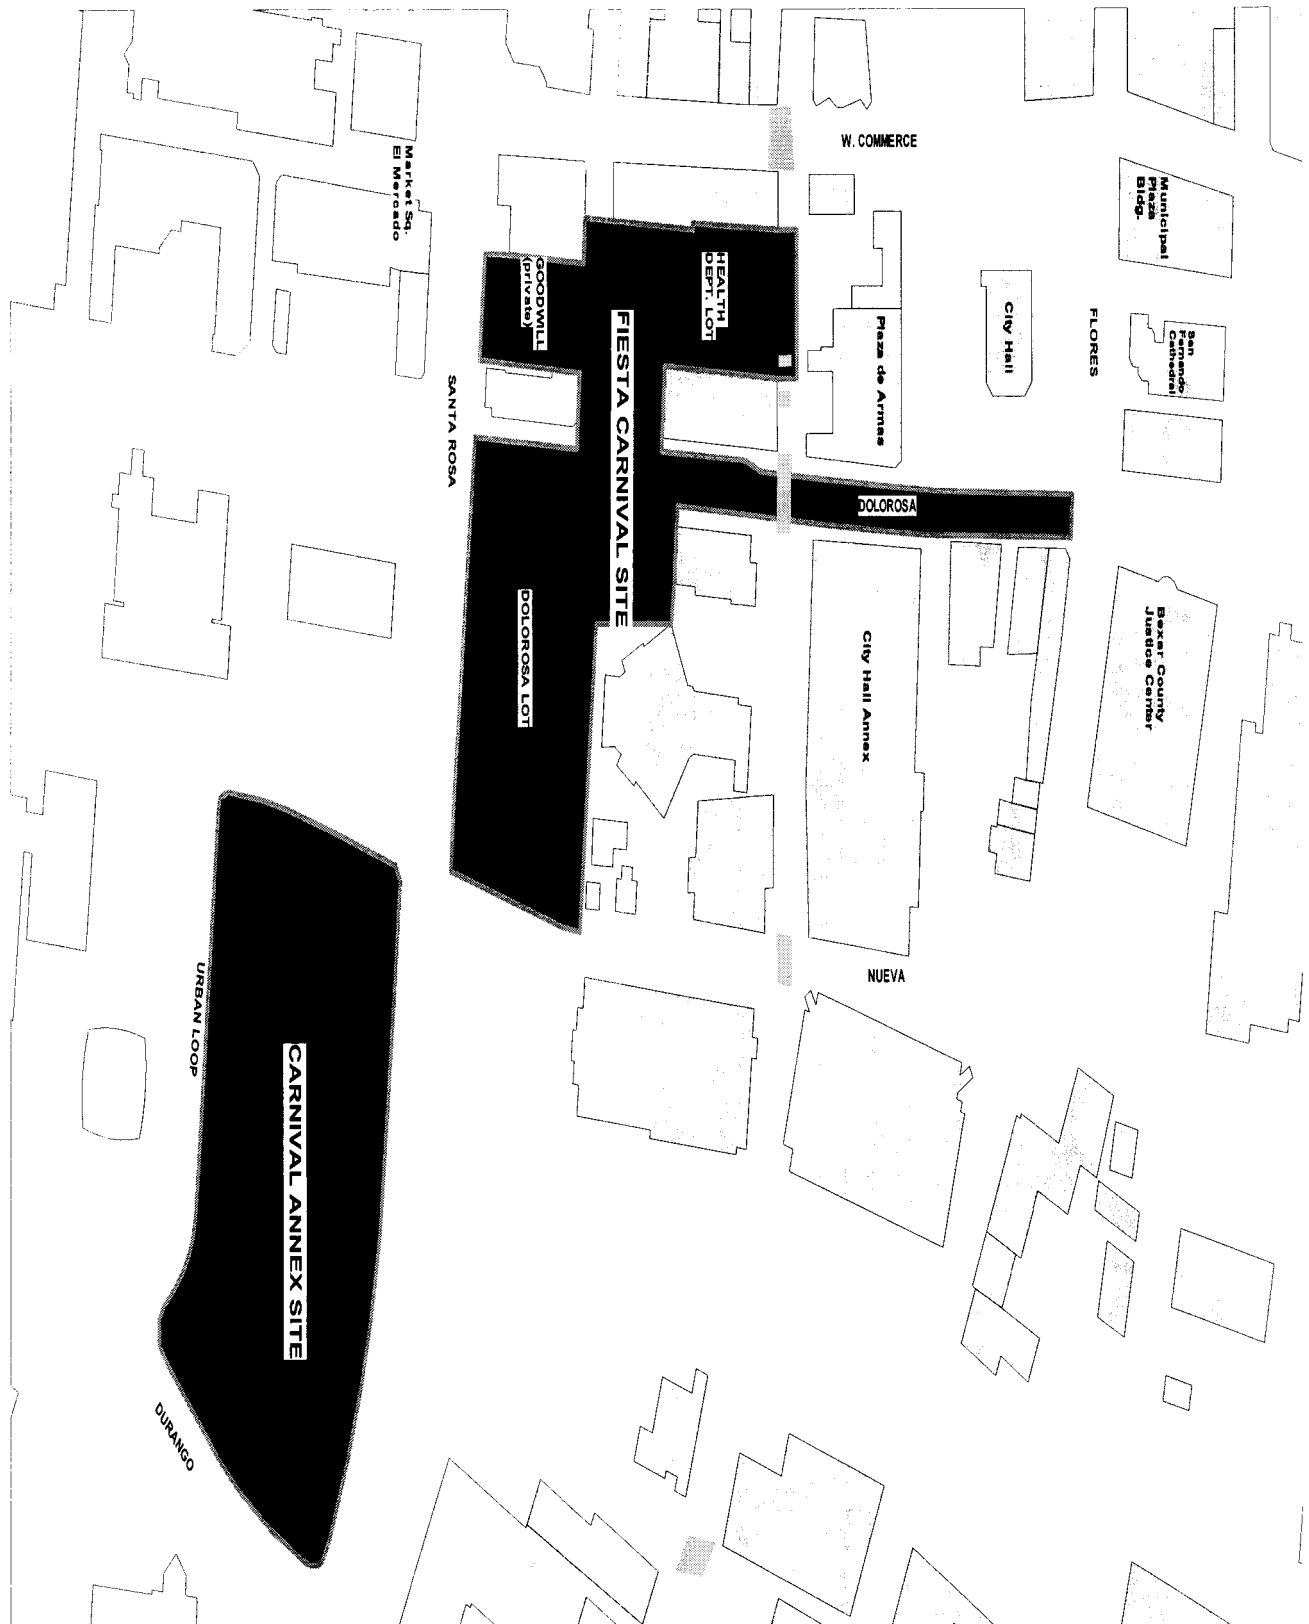 W. COMMERCE
Market Sq.
El Mercado
Municipal
Plaza
Bldg.
GOODWILL
(private)
HEALTH
DEPT. LOT
FIESTA CARNIVAL SITE
Plaza de Armas
City Hall
FLORES
San
Fernando
Cathedral
SANTA ROSA
DOLOROSA
DOLOROSA LOT
City Hall Annex
Bexar County
Justice Center
NUEVA
URBAN LOOP
CARNIVAL ANNEX SITE
DURANGO